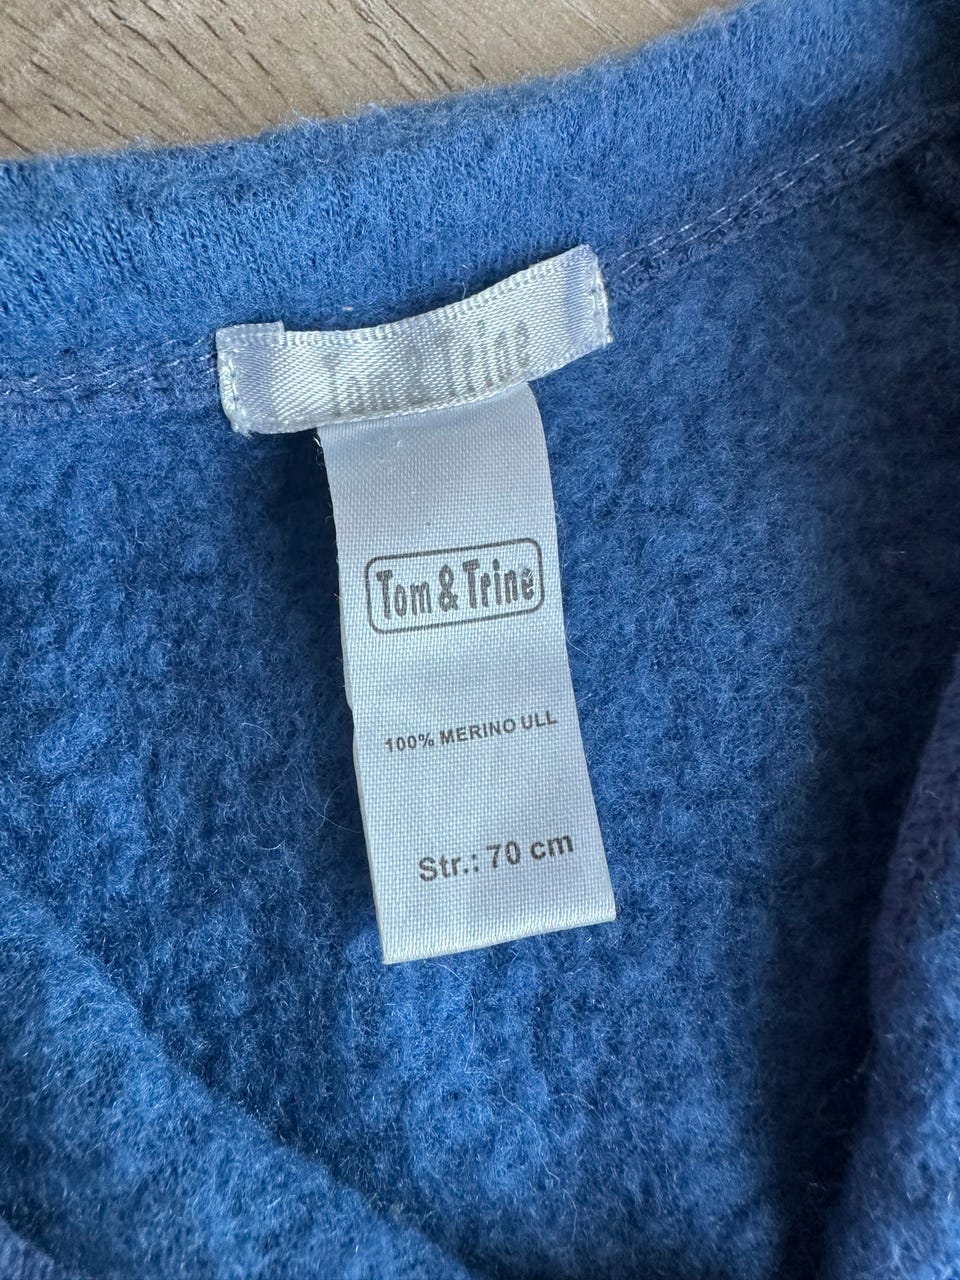 Tom & Trine
Tom & Trine
100% MERINO ULL
Str.: 70 cm